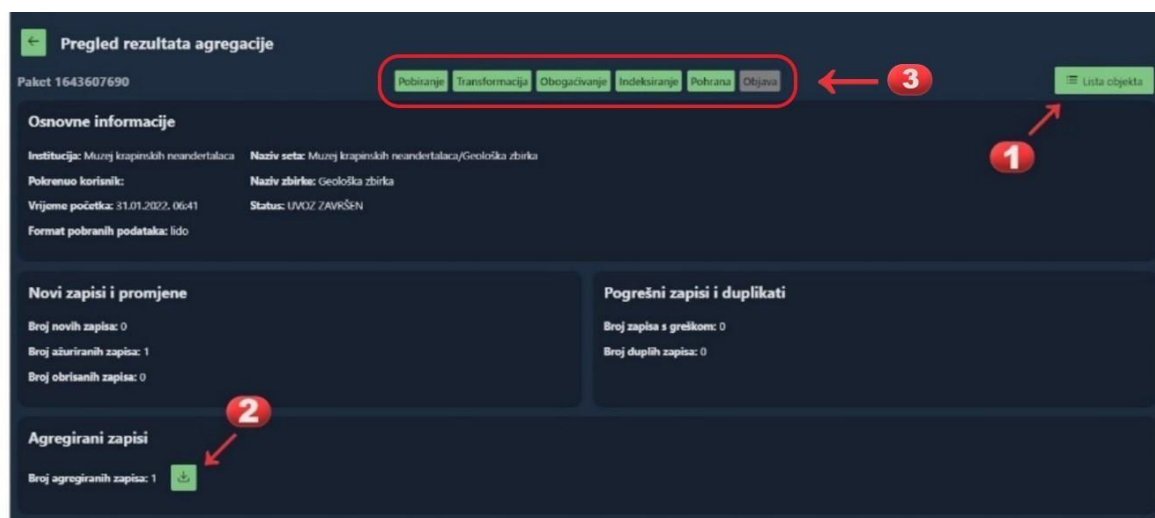 Pregled rezultata agregacije
Paket 1643607690
Pobiranje Transformacija Obogaćivanje Indeksiranje Pohrana Objava
3
Lista objekta
1
Osnovne informacije
Institucija: Muzej krapinskih neandertalaca Naziv seta: Muzej krapinskih neandertalaca/Geološka zbirka
Pokrenuo korisnik: Naziv zbirke: Geološka zbirka
Vrijeme početka: 31.01.2022. 06:41 Status: UVOZ ZAVRŠEN
Format pobranih podataka: lido
Novi zapisi i promjene
Broj novih zapisa: 0
Broj ažuriranih zapisa: 1
Broj obrisanih zapisa: 0
Pogrešni zapisi i duplikati
Broj zapisa s greškom: 0
Broj duplih zapisa: 0
2
Agregirani zapisi
Broj agregiranih zapisa: 1